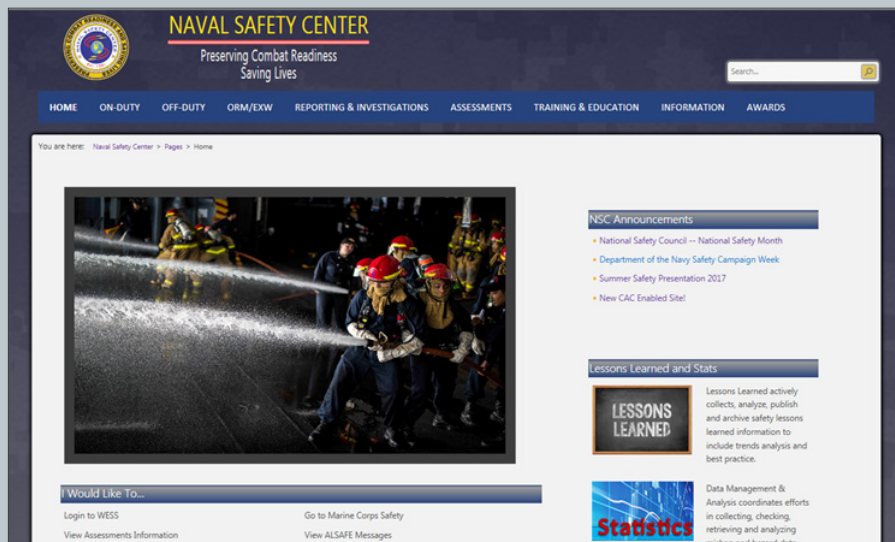 NAVAL SAFETY CENTER
Preserving Combat Readiness
Saving Lives
Search...
HOME ON-DUTY OFF-DUTY ORM/EXW REPORTING & INVESTIGATIONS ASSESSMENTS TRAINING & EDUCATION INFORMATION AWARDS
You are here: Naval Safety Center > Pages > Home
NSC Announcements
National Safety Council -- National Safety Month
Department of the Navy Safety Campaign Week
Summer Safety Presentation 2017
New CAC Enabled Site!
Lessons Learned and Stats
LESSONS
LEARNED
Lessons Learned actively
collects, analyze, publish
and archive safety lessons
learned information to
include trends analysis and
best practice.
Statistics
Data Management &
Analysis coordinates efforts
in collecting, checking,
retrieving and analyzing
I Would Like To...
Login to WESS
Go to Marine Corps Safety
View Assessments Information
View ALSAFE Messages